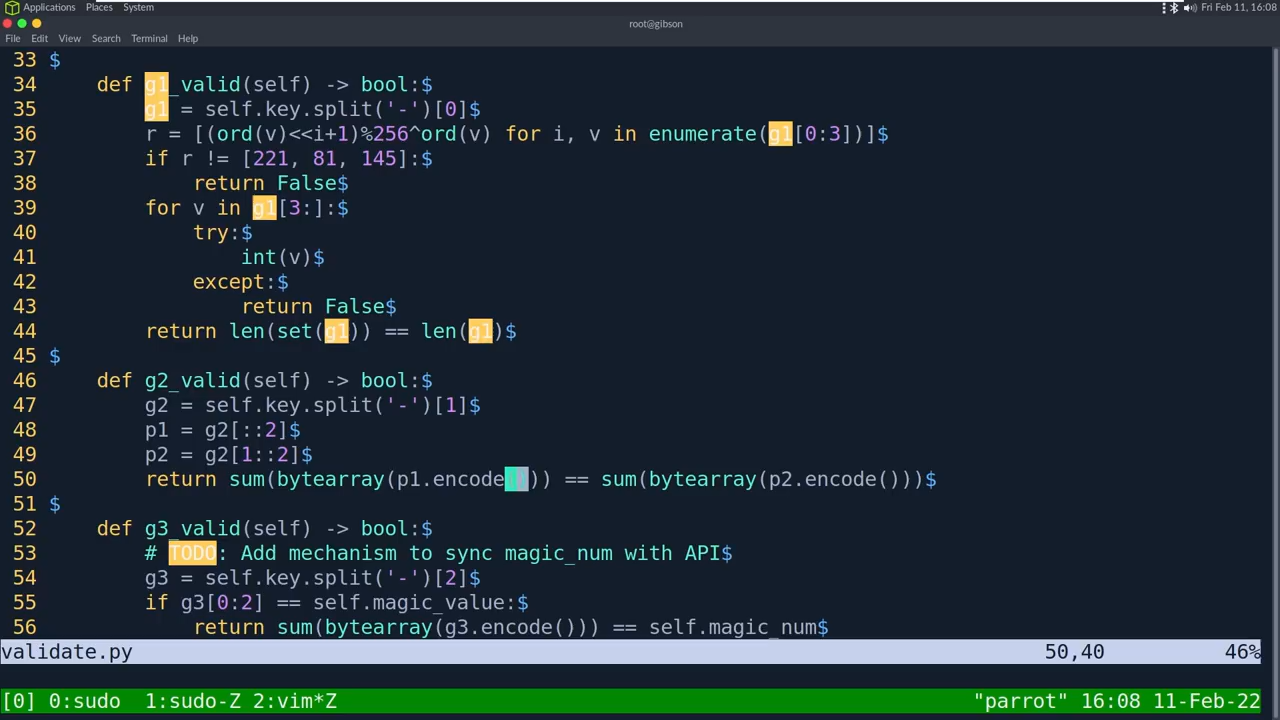 Applications Places System Fri Feb 11, 16:08
root@gibson
File Edit View Search Terminal Help
33 $
34     def g1_valid(self) -> bool:$
35         g1 = self.key.split('-')[0]$
36         r = [(ord(v)<<i+1)%256^ord(v) for i, v in enumerate(g1[0:3])]$
37         if r != [221, 81, 145]:$
38             return False$
39         for v in g1[3:]:$
40             try:$
41                 int(v)$
42             except:$
43                 return False$
44         return len(set(g1)) == len(g1)$
45 $
46     def g2_valid(self) -> bool:$
47         g2 = self.key.split('-')[1]$
48         p1 = g2[::2]$
49         p2 = g2[1::2]$
50         return sum(bytearray(p1.encode())) == sum(bytearray(p2.encode()))$
51 $
52     def g3_valid(self) -> bool:$
53         # TODO: Add mechanism to sync magic_num with API$
54         g3 = self.key.split('-')[2]$
55         if g3[0:2] == self.magic_value:$
56             return sum(bytearray(g3.encode())) == self.magic_num$
validate.py 50,40 46%
[0] 0:sudo  1:sudo-Z 2:vim*Z "parrot" 16:08 11-Feb-22